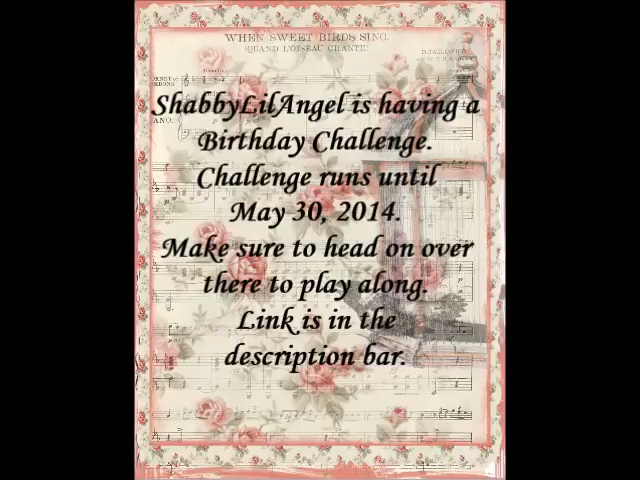 WHEN SWEET BIRDS SING.
(QUAND L'OISEAU CHANTE)
ShabbyLilAngel is having a
Birthday Challenge.
Challenge runs until
May 30, 2014.
Make sure to head on over
there to play along.
Link is in the
description bar.